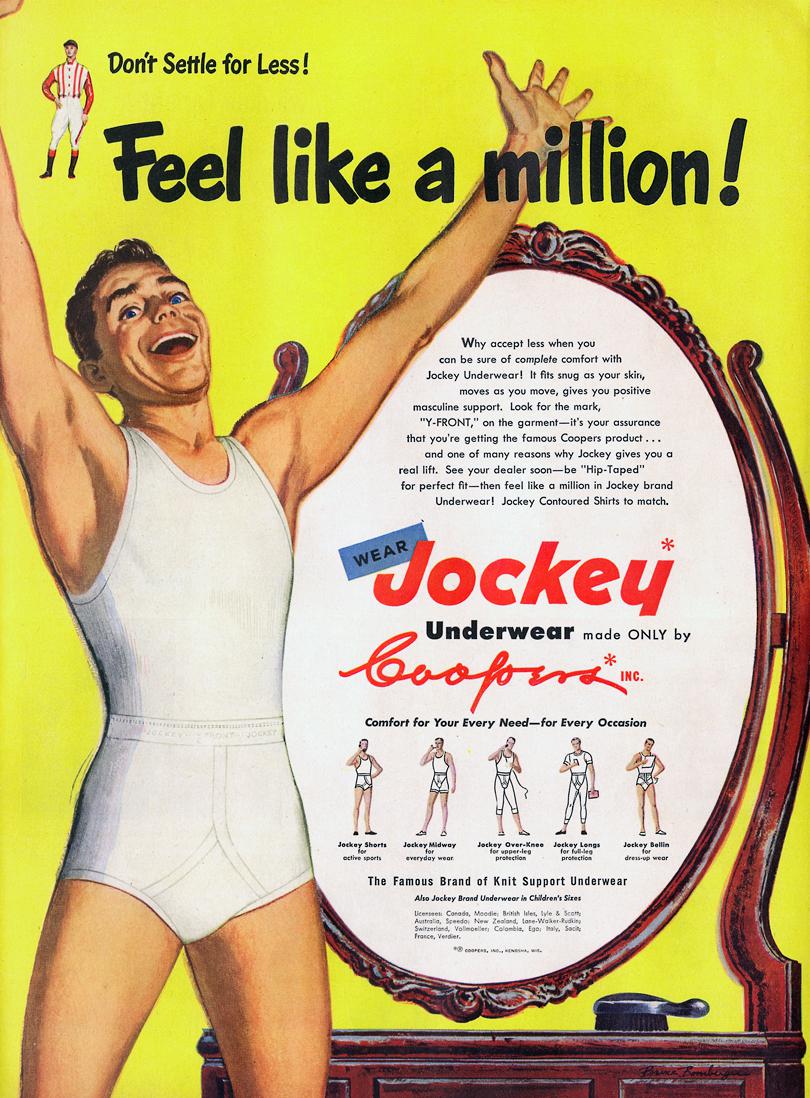 Don't Settle for Less!
Feel like a million!
Why accept less when you
can be sure of complete comfort with
Jockey Underwear! It fits snug as your skin,
moves as you move, gives you positive
masculine support. Look for the mark,
"Y-FRONT," on the garment—it's your assurance
that you're getting the famous Coopers product...
and one of many reasons why Jockey gives you a
real lift. See your dealer soon—be "Hip-Taped"
for perfect fit—then feel like a million in Jockey brand
Underwear! Jockey Contoured Shirts to match.
WEAR
Jockey*
Underwear made ONLY by
Coopers* INC.
JOCKEY Y-FRONT JOCKEY
Comfort for Your Every Need—for Every Occasion
Jockey Shorts
for
active sports
Jockey Midway
for
everyday wear
Jockey Over-Knee
for upper-leg
protection
Jockey Longs
for full-leg
protection
Jockey Bellin
for
dress-up wear
The Famous Brand of Knit Support Underwear
Also Jockey Brand Underwear in Children's Sizes
Licensees: Canada, Moodie; British Isles, Lyle & Scott;
Australia, Speedo; New Zealand, Lane-Walker-Rudkin;
Switzerland, Vollmoeller; Colombia, Ego; Italy, Socit;
France, Verdier.
*® COOPERS, INC., KENOSHA, WIS.